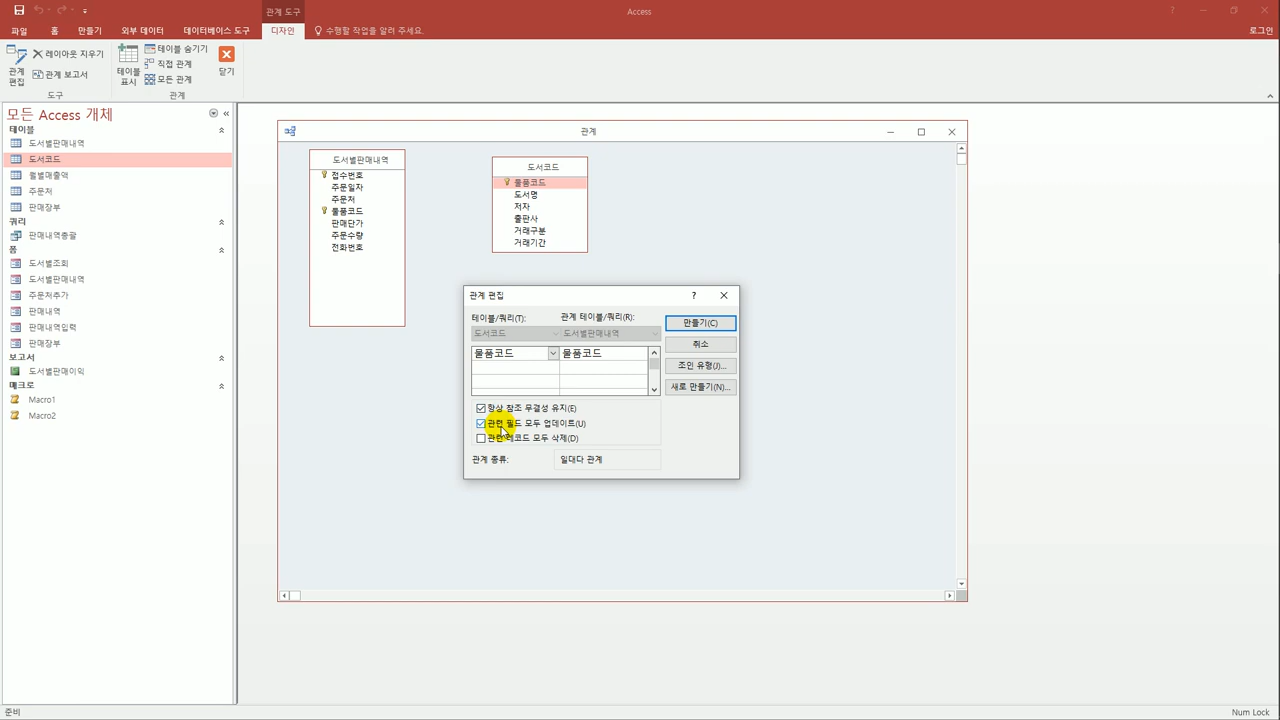 관계 도구
Access
파일
홈
만들기
외부 데이터
데이터베이스 도구
디자인
수행할 작업을 알려 주세요.
로그인
관계
편집
레이아웃 지우기
관계 보고서
도구
테이블
표시
테이블 숨기기
직접 관계
모든 관계
관계
닫기
모든 Access 개체
테이블
도서별판매내역
도서코드
월별매출액
주문처
판매장부
쿼리
판매내역총괄
폼
도서별조회
도서별판매내역
주문처추가
판매내역
판매내역입력
판매장부
보고서
도서별판매이익
매크로
Macro1
Macro2
관계
도서별판매내역
접수번호
주문일자
주문처
물품코드
판매단가
주문수량
전화번호
도서코드
물품코드
도서명
저자
출판사
거래구분
거래기간
관계 편집
테이블/쿼리(T):
관계 테이블/쿼리(R):
도서코드
도서별판매내역
물품코드
물품코드
만들기(C)
취소
조인 유형(J)...
새로 만들기(N)...
항상 참조 무결성 유지(E)
관련 필드 모두 업데이트(U)
관련 레코드 모두 삭제(D)
관계 종류:
일대다 관계
준비
Num Lock